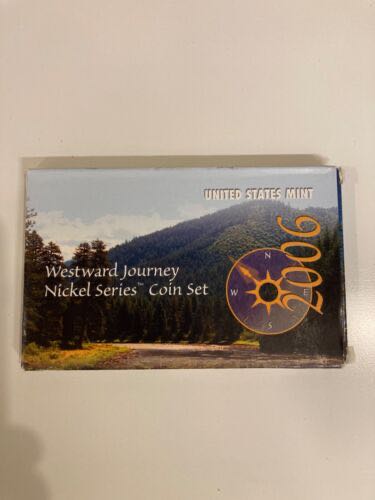 UNITED STATES MINT
2006
Westward Journey
Nickel Series™ Coin Set
N
W
E
S